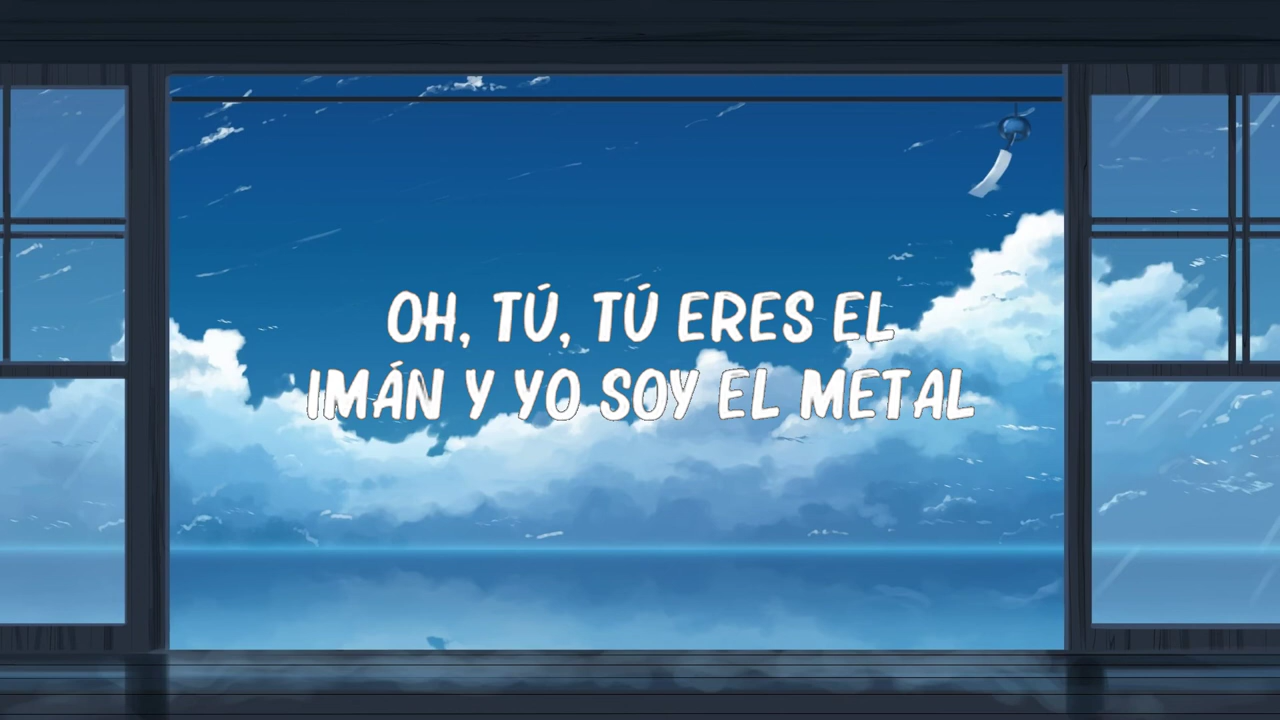 OH, TÚ, TÚ ERES EL
IMÁN Y YO SOY EL METAL